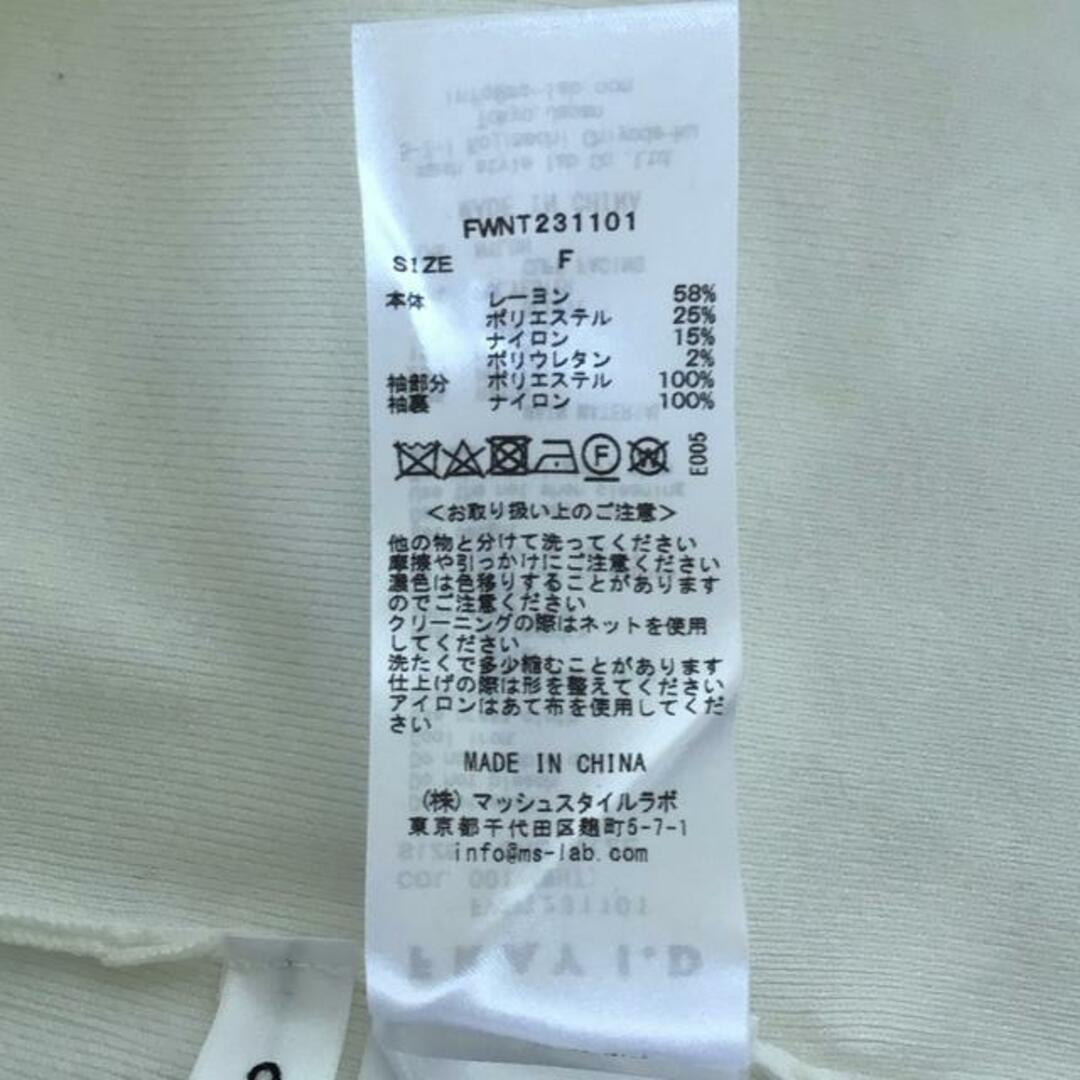 FWNT231101
SIZE F
本体 レーヨン 58%
ポリエステル 25%
ナイロン 15%
ポリウレタン 2%
袖部分 ポリエステル 100%
袖裏 ナイロン 100%
F W E005
<お取り扱い上のご注意>
他の物と分けて洗ってください
摩擦や引っかけにご注意ください
濃色は色移りすることがあります
のでご注意ください
クリーニングの際はネットを使用
してください
洗たくで多少縮むことがあります
仕上げの際は形を整えてください
アイロンはあて布を使用してくだ
さい
MADE IN CHINA
(株)マッシュスタイルラボ
東京都千代田区麹町5-7-1
info@ms-lab.com
FRAY I.D